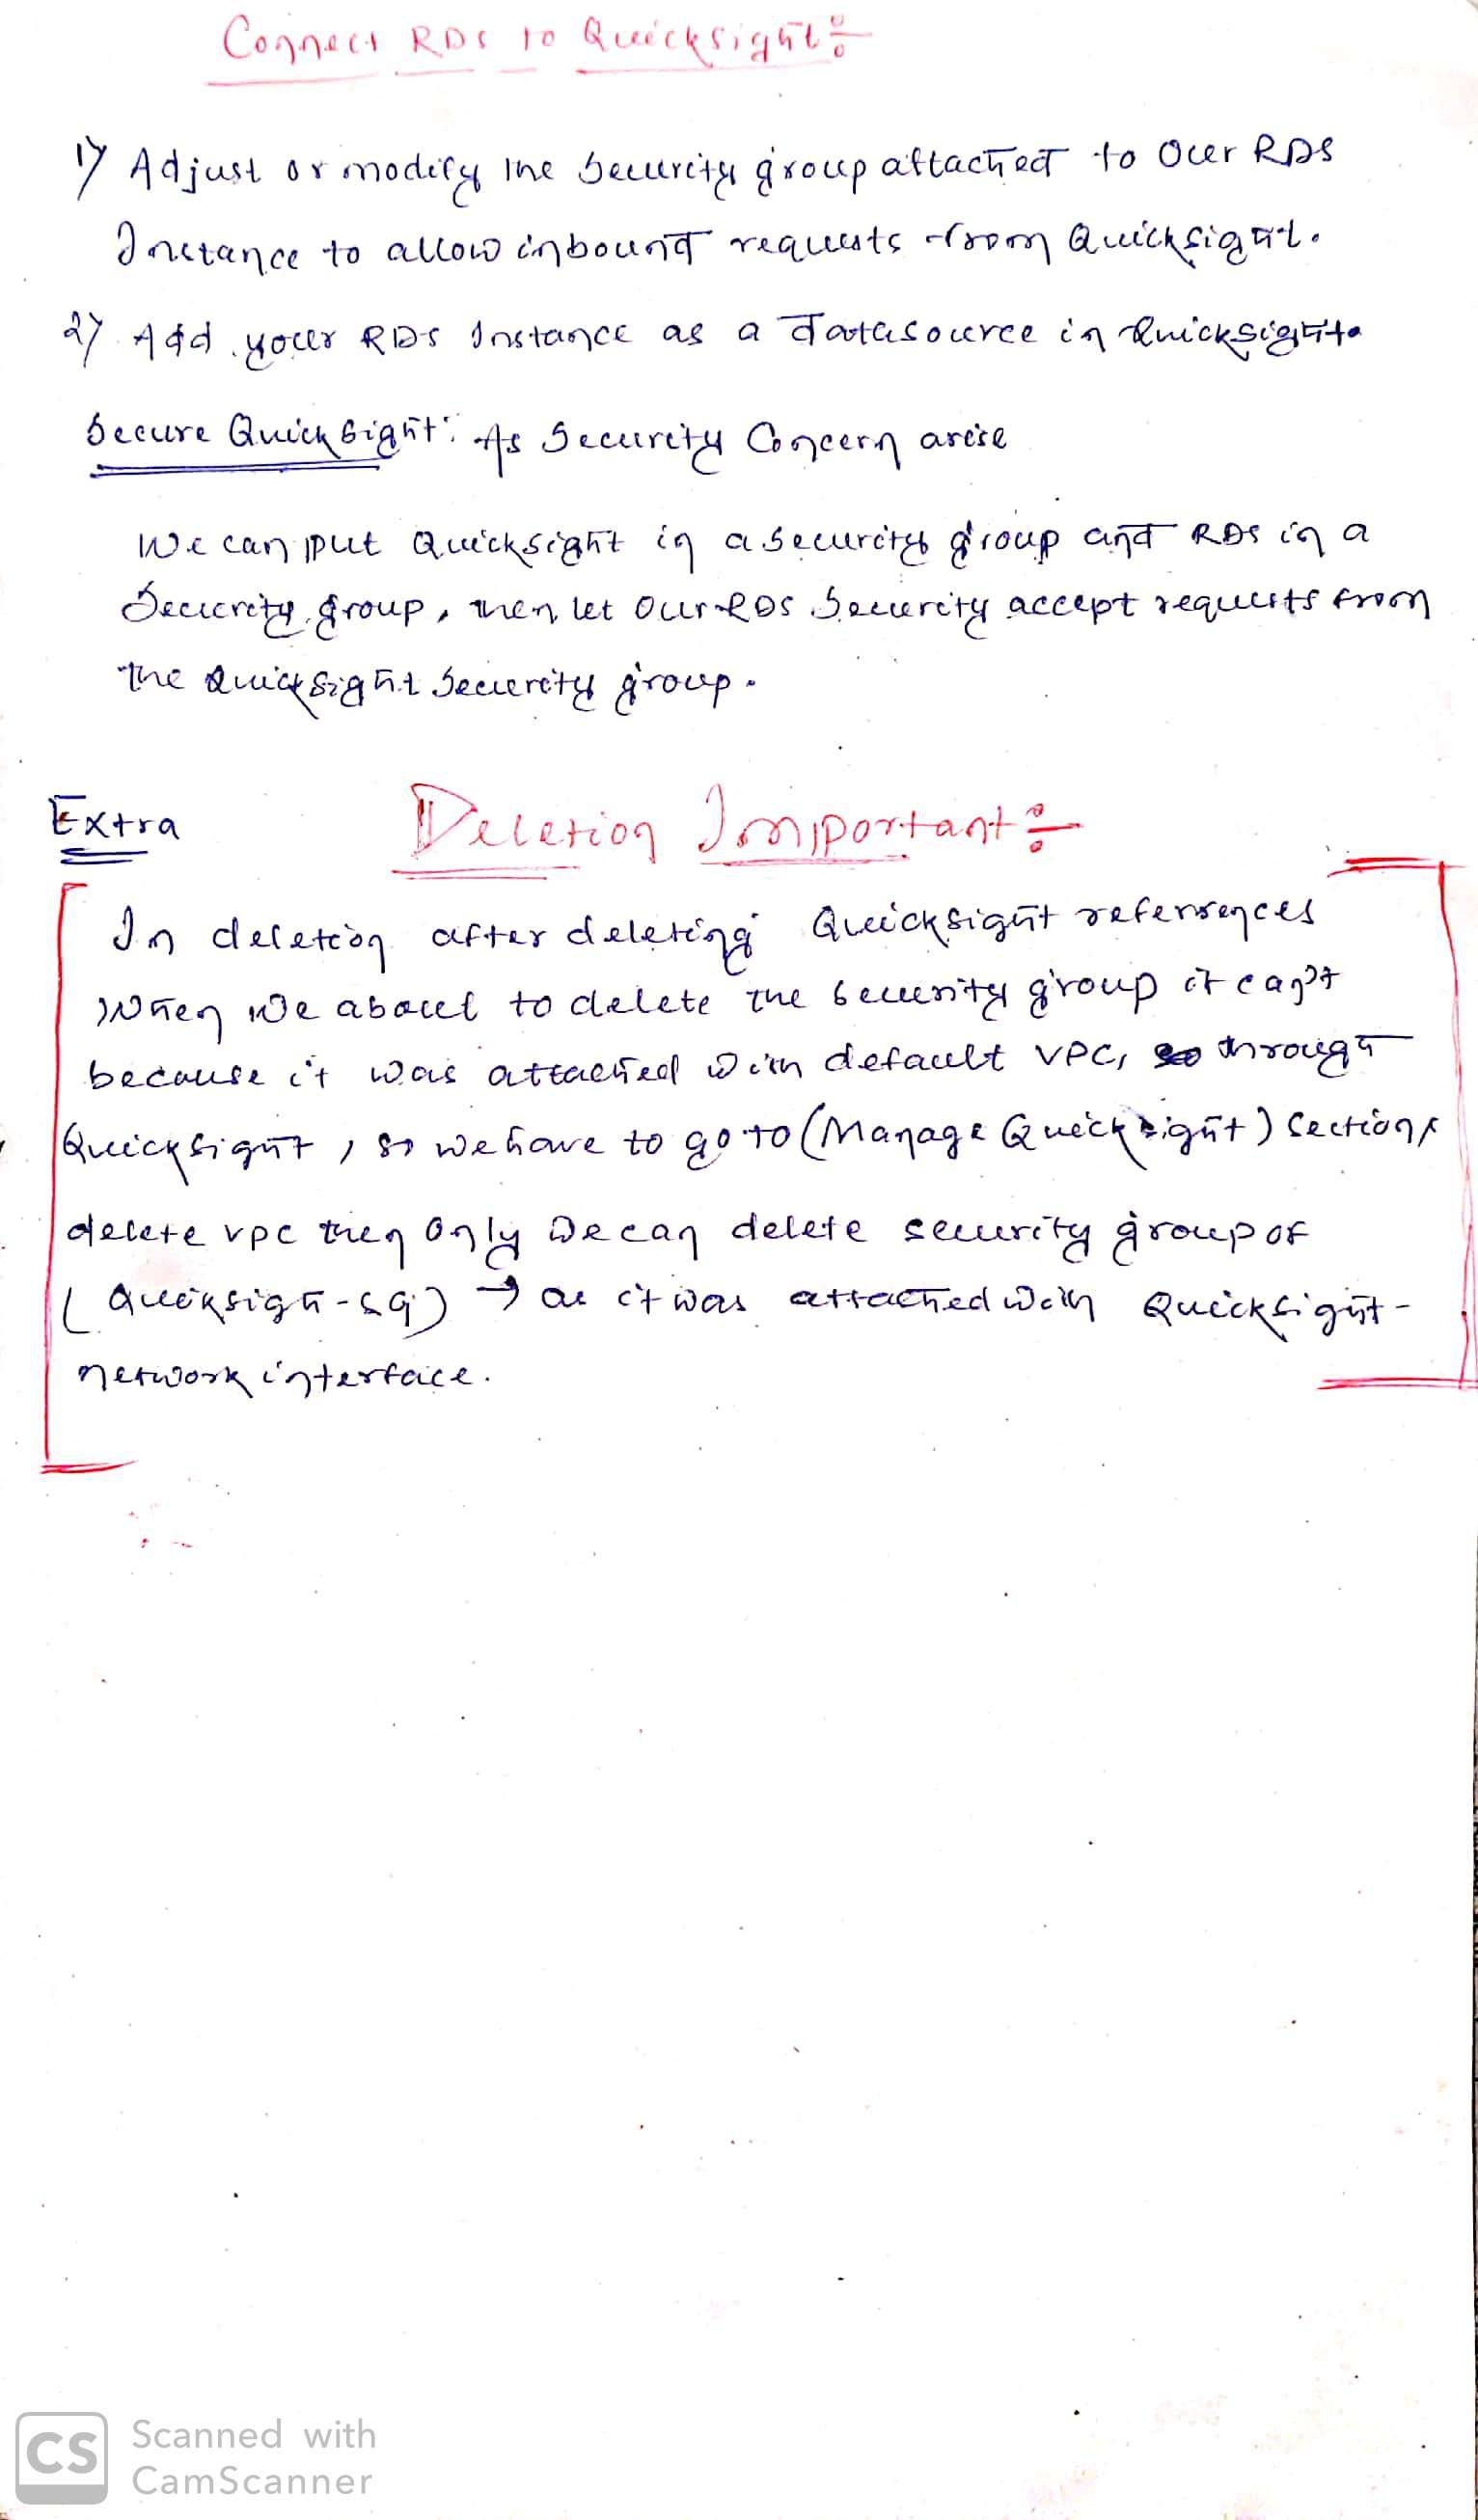 Connect RDS to Quicksight:
1) Adjust or modify the Security group attached to Our RDS
Instance to allow inbound requests from Quicksight.
2) Add your RDS Instance as a datasource in Quicksight.
Secure Quicksight: As Security Concern arise
We can put Quicksight in a security group and RDS in a
Security group, then let our RDS Security accept requests from
the Quicksight Security group.
Extra
Deletion Important:
In deletion after deleting Quicksight references
When We about to delete the security group it can't
because it was attached with default VPC, through
Quicksight, so we have to go to (Manage Quicksight) Section
delete vpc then only we can delete security group of
(Quicksigh-sg) → as it was attached with Quicksight-
network interface.
CS
Scanned with
CamScanner